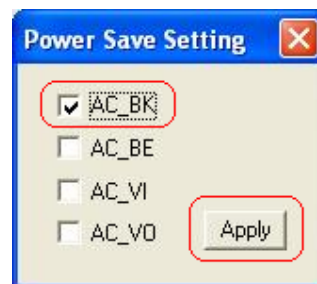 Power Save Setting
AC_BK
AC_BE
AC_VI
AC_VO
Apply